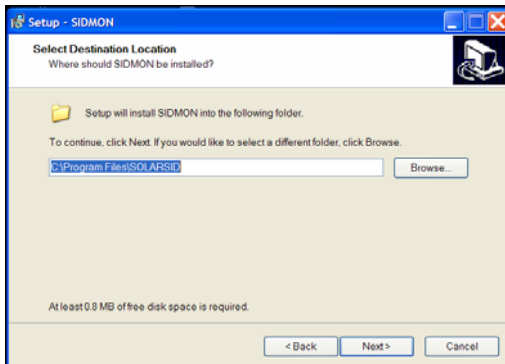 Setup - SIDMON
Select Destination Location
Where should SIDMON be installed?
Setup will install SIDMON into the following folder.
To continue, click Next. If you would like to select a different folder, click Browse.
C:\Program Files\SOLARSID
Browse...
At least 0.8 MB of free disk space is required.
< Back
Next >
Cancel